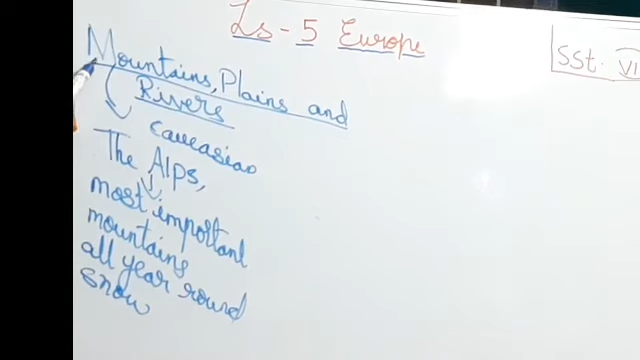 Ls - 5 Europe
SSt. VI
Mountains, Plains and
Rivers
Caucasian
The Alps,
most important
mountains
all year round
snow